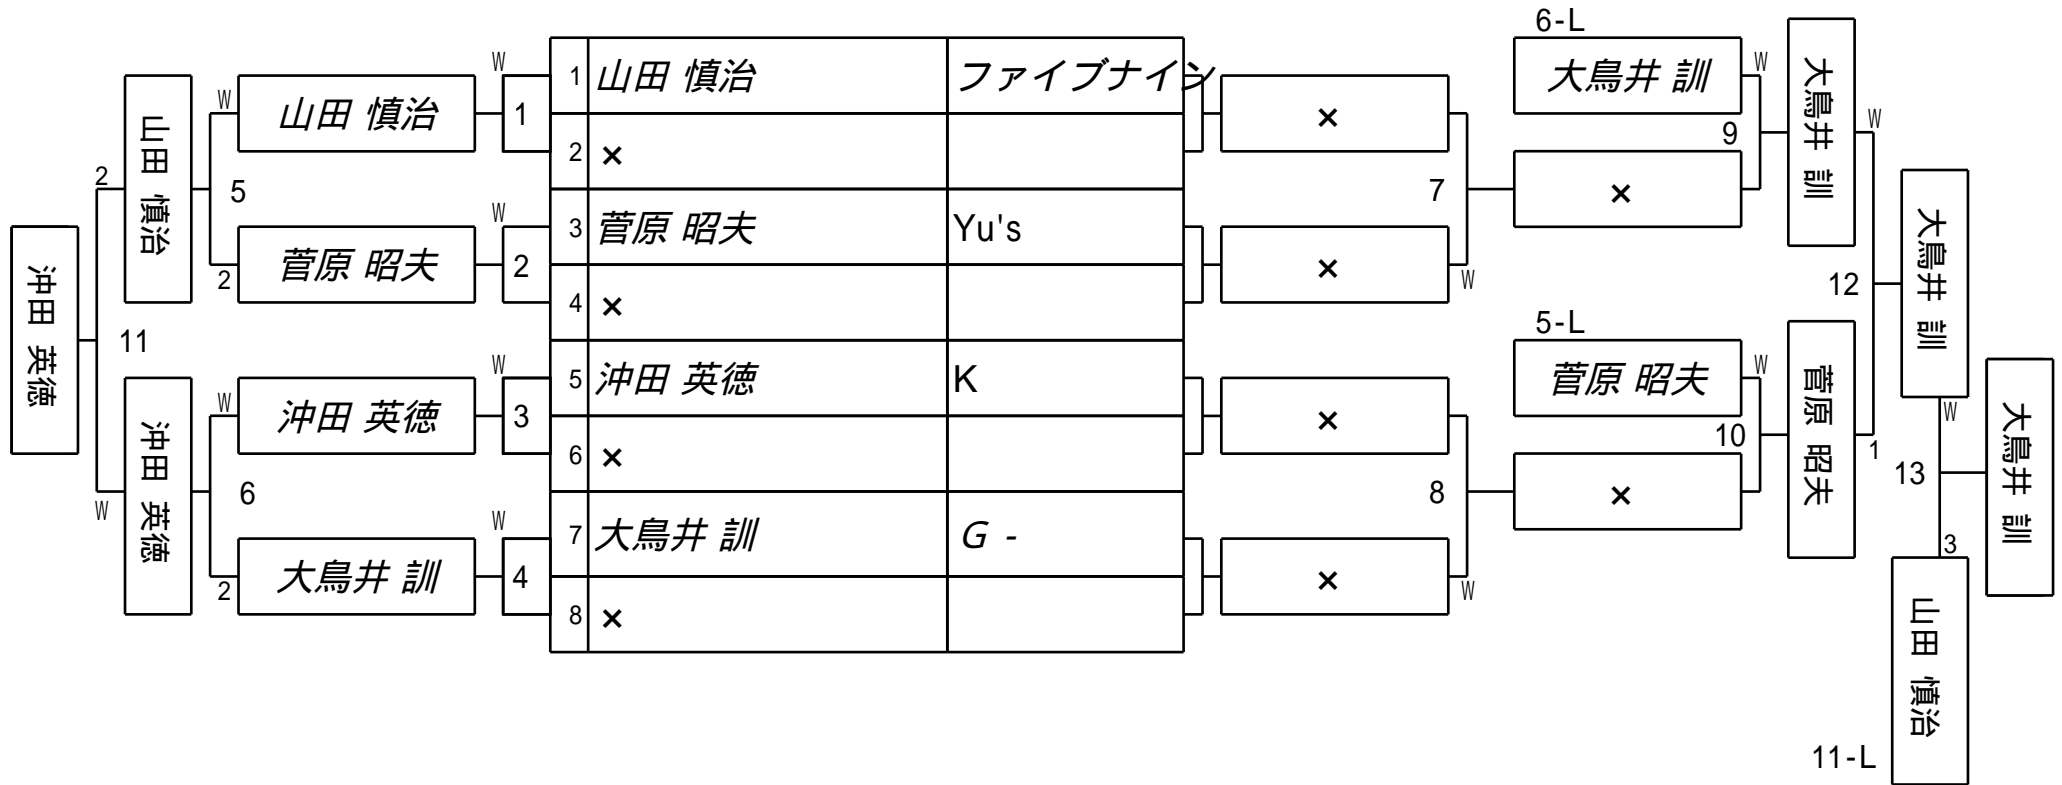 6-L
W
1 山田 慎治 ファイブナイン
大鳥井 訓
W
大鳥井 訓
山田 慎治
W
山田 慎治
1
×
9
W
2 ×
2
5
7
×
大鳥井 訓
W
3 菅原 昭夫 Yu's
沖田 英徳
2
菅原 昭夫
2
×
W
12
4 ×
11
5-L
W
5 沖田 英徳 K
菅原 昭夫
W
菅原 昭夫
大鳥井 訓
沖田 英徳
W
沖田 英徳
3
×
10
1
W
6 ×
13
W
6
8
×
W
7 大鳥井 訓 G -
2
大鳥井 訓
4
×
W
3
8 ×
山田 慎治
11-L